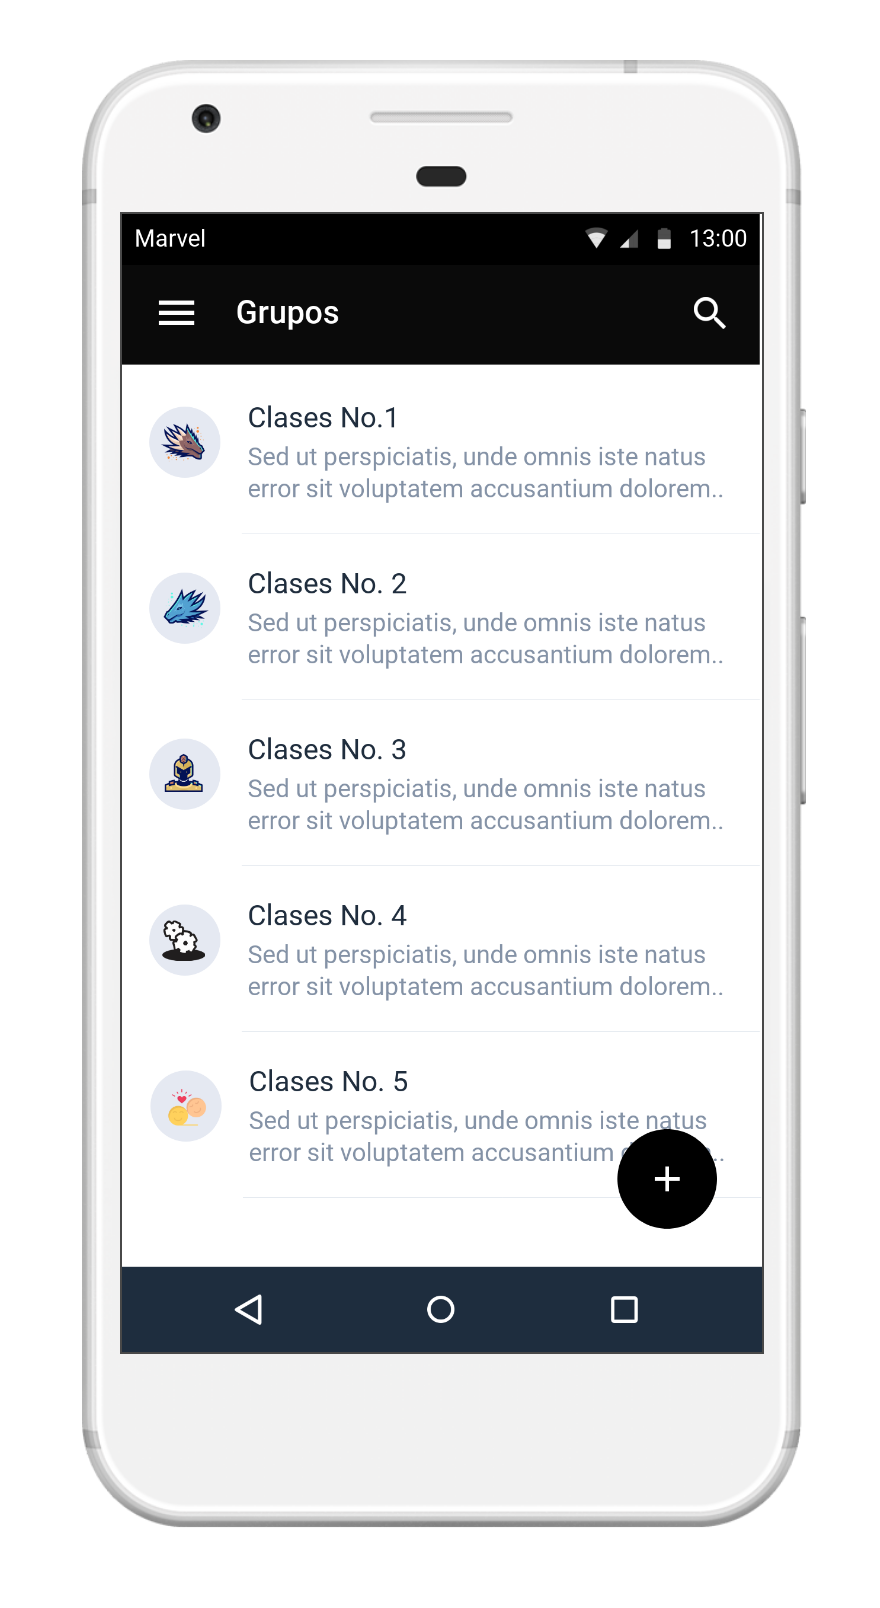 Marvel 13:00
Grupos
Clases No.1
Sed ut perspiciatis, unde omnis iste natus
error sit voluptatem accusantium dolorem..
Clases No. 2
Sed ut perspiciatis, unde omnis iste natus
error sit voluptatem accusantium dolorem..
Clases No. 3
Sed ut perspiciatis, unde omnis iste natus
error sit voluptatem accusantium dolorem..
Clases No. 4
Sed ut perspiciatis, unde omnis iste natus
error sit voluptatem accusantium dolorem..
Clases No. 5
Sed ut perspiciatis, unde omnis iste natus
error sit voluptatem accusantium